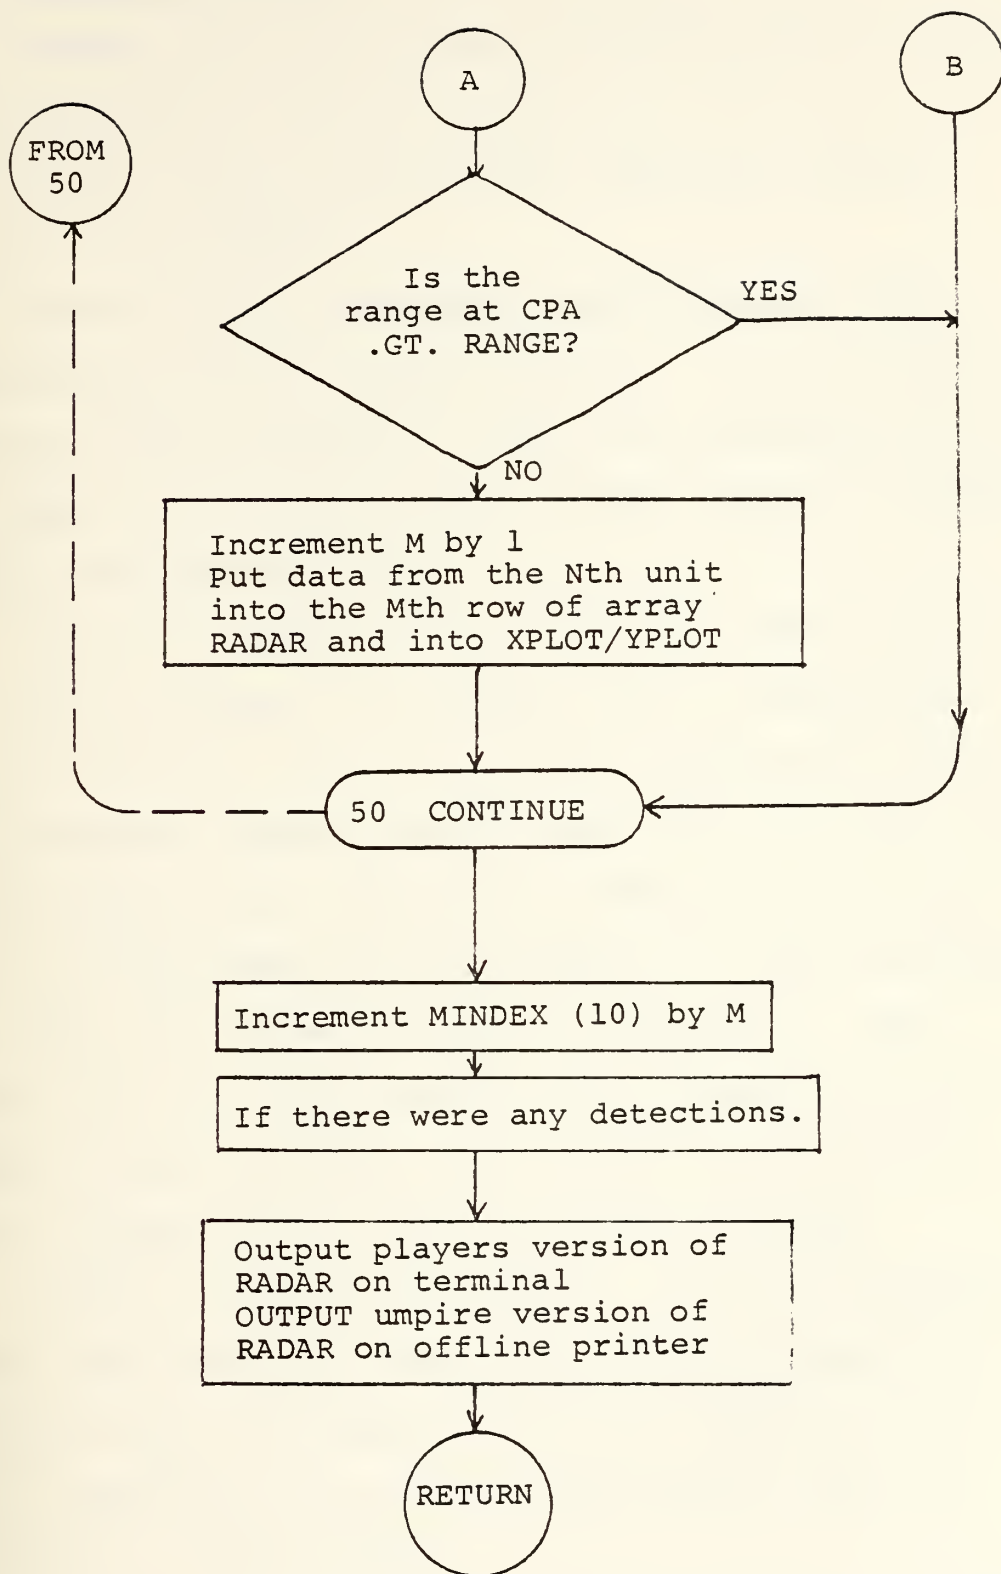 A
B
FROM
50
Is the
range at CPA
.GT. RANGE?
YES
NO
Increment M by 1
Put data from the Nth unit
into the Mth row of array
RADAR and into XPLOT/YPLOT
50 CONTINUE
Increment MINDEX (10) by M
If there were any detections.
Output players version of
RADAR on terminal
OUTPUT umpire version of
RADAR on offline printer
RETURN